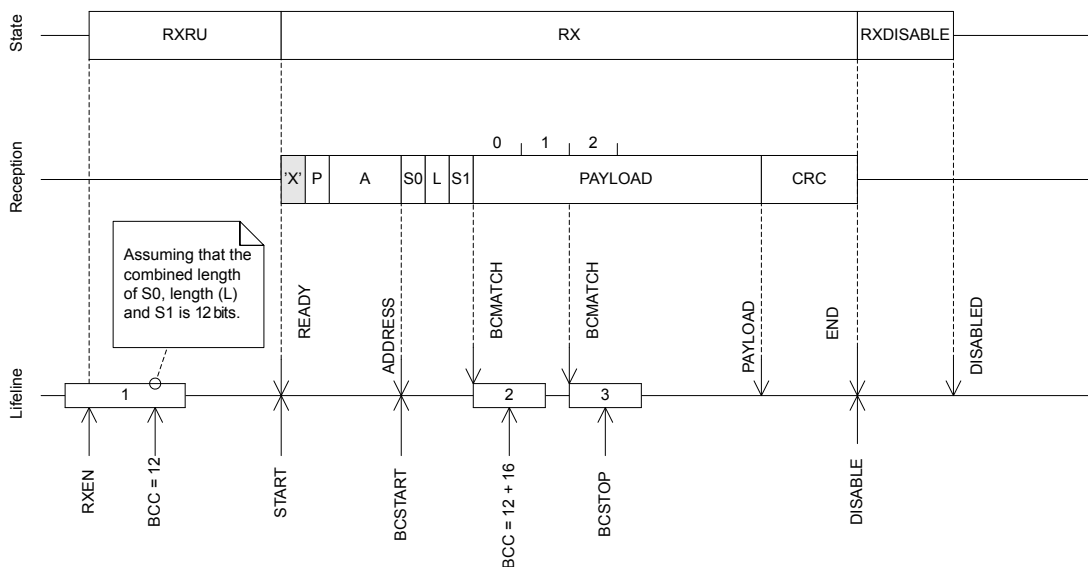 State
RXRU
RX
RXDISABLE
0
1
2
Reception
'X'
P
A
S0
L
S1
PAYLOAD
CRC
Assuming that the
combined length
of S0, length (L)
and S1 is 12 bits.
READY
ADDRESS
BCMATCH
BCMATCH
PAYLOAD
END
DISABLED
Lifeline
1
2
3
RXEN
BCC = 12
START
BCSTART
BCC = 12 + 16
BCSTOP
DISABLE